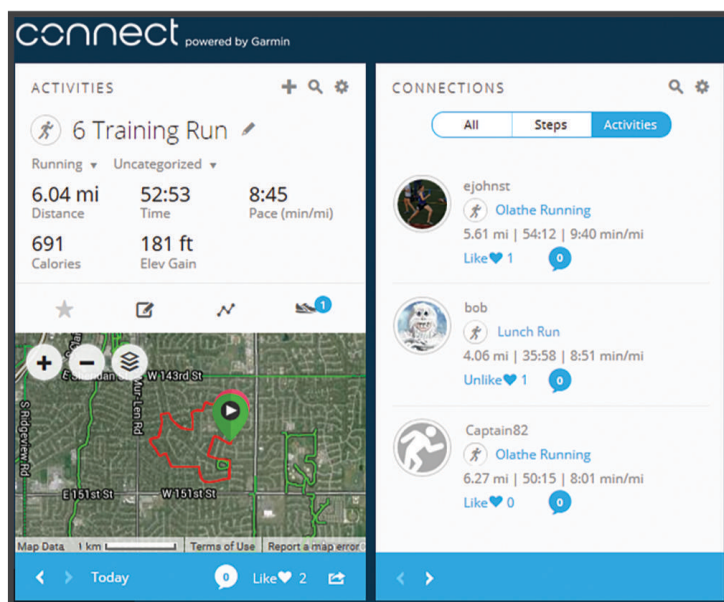 connect powered by Garmin
ACTIVITIES
6 Training Run
Running Uncategorized
6.04 mi 52:53 8:45
Distance Time Pace (min/mi)
691 181 ft
Calories Elev Gain
1
W 143rd St
S Ridgeview Rd
Mur-Len Rd
E 151st St W 151st St
Map Data 1 km Terms of Use Report a map error
Today 0 Like 2
CONNECTIONS
All Steps Activities
ejohnst
Olathe Running
5.61 mi | 54:12 | 9:40 min/mi
Like 1 0
bob
Lunch Run
4.06 mi | 35:58 | 8:51 min/mi
Unlike 1 0
Captain82
Olathe Running
6.27 mi | 50:15 | 8:01 min/mi
Like 0 0